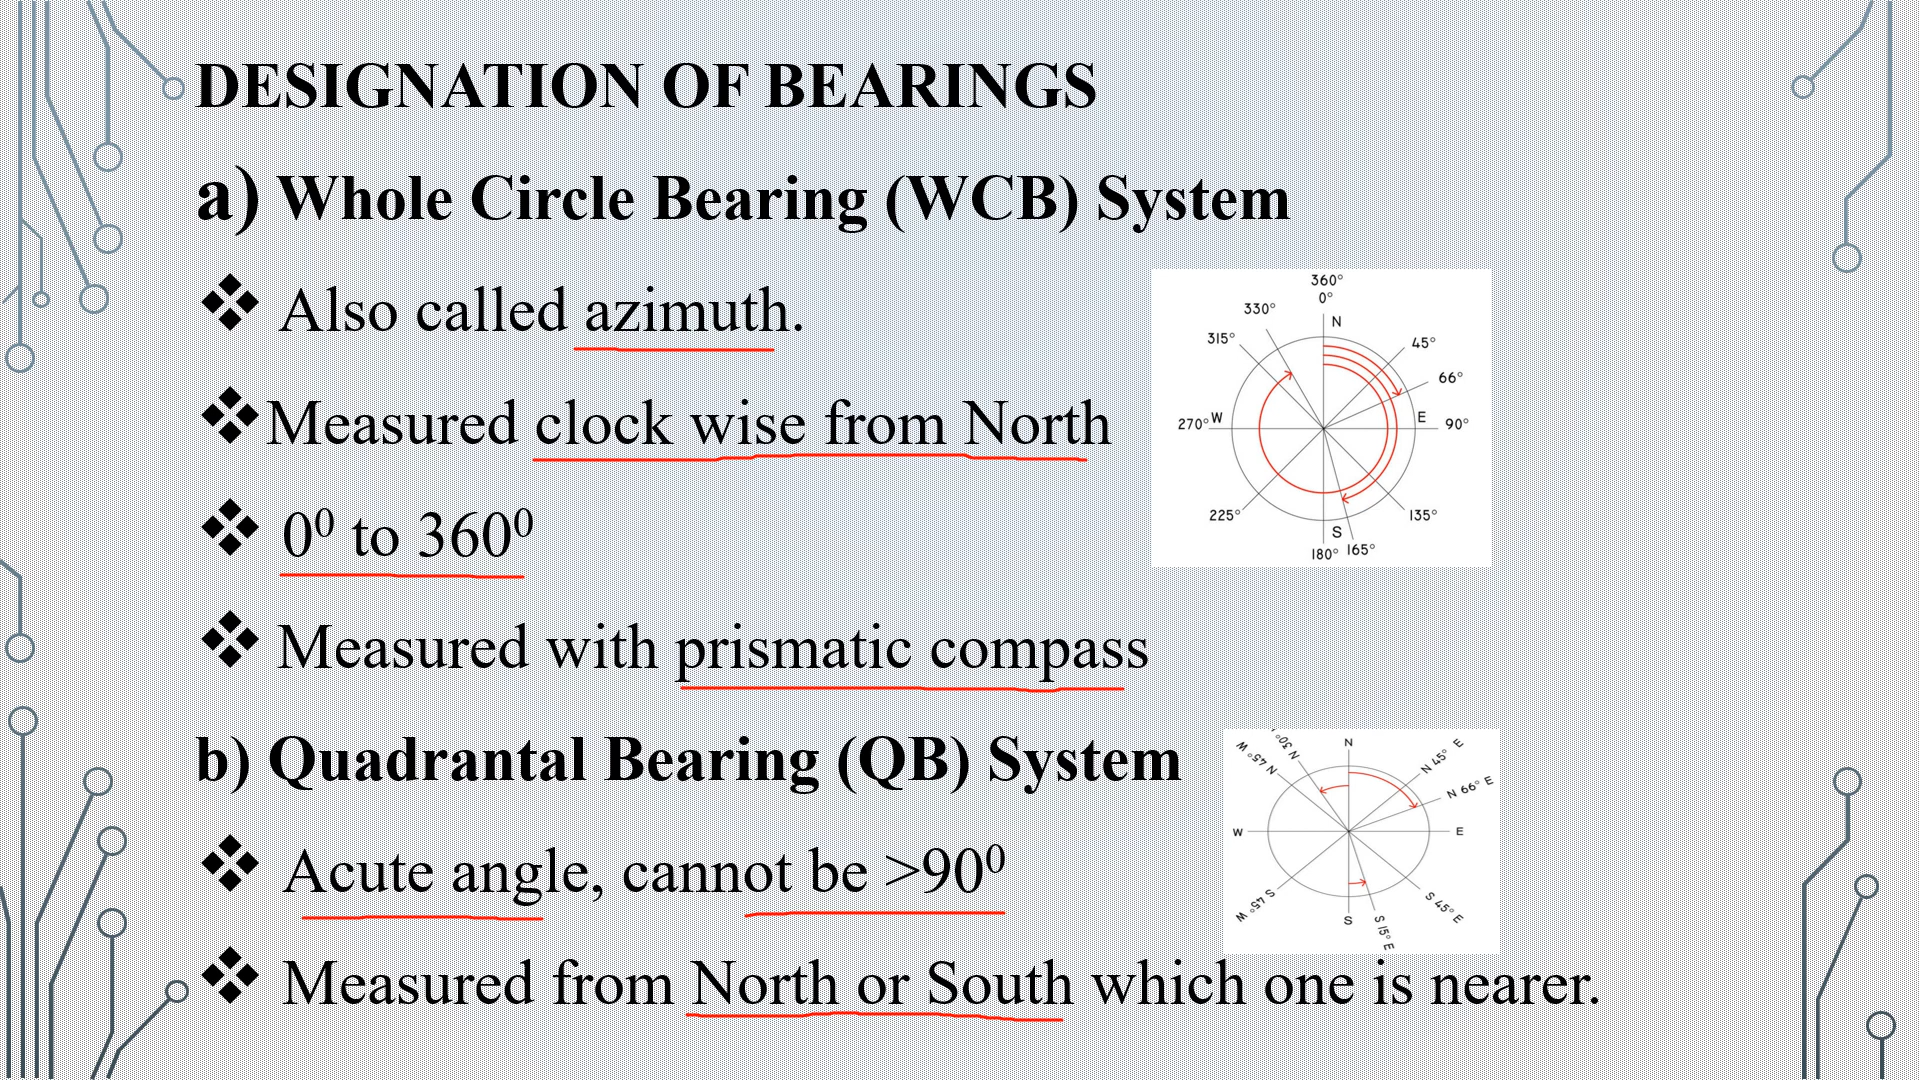 DESIGNATION OF BEARINGS
a) Whole Circle Bearing (WCB) System
❖ Also called azimuth.
❖ Measured clock wise from North
❖ 0⁰ to 360⁰
❖ Measured with prismatic compass
360°
0°
N
330°
315°
45°
66°
270° W
E 90°
225°
135°
S
180° 165°
b) Quadrantal Bearing (QB) System
❖ Acute angle, cannot be >90⁰
❖ Measured from North or South which one is nearer.
N
N 45° W
N 30°
N 45° E
N 66° E
W
E
S 45° W
S 45° E
S
S 15° E